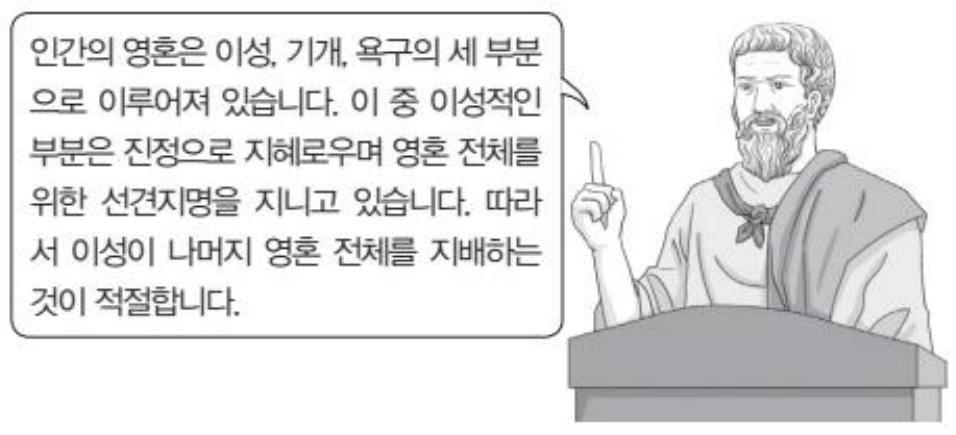 인간의 영혼은 이성, 기개, 욕구의 세 부분
으로 이루어져 있습니다. 이 중 이성적인
부분은 진정으로 지혜로우며 영혼 전체를
위한 선견지명을 지니고 있습니다. 따라
서 이성이 나머지 영혼 전체를 지배하는
것이 적절합니다.